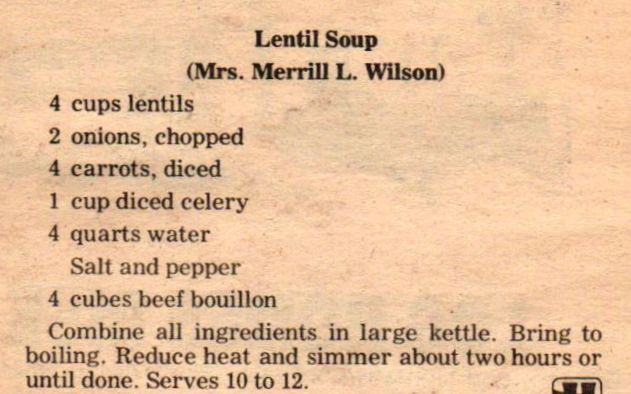 Lentil Soup
(Mrs. Merrill L. Wilson)
4 cups lentils
2 onions, chopped
4 carrots, diced
1 cup diced celery
4 quarts water
Salt and pepper
4 cubes beef bouillon
Combine all ingredients in large kettle. Bring to
boiling. Reduce heat and simmer about two hours or
until done. Serves 10 to 12.